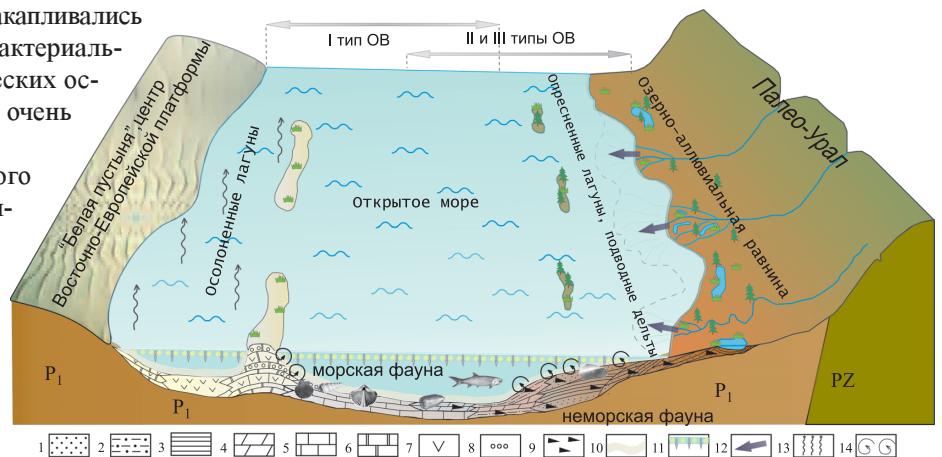 акапливались
актериаль-
еских ос-
очень
ого
и-
I тип ОВ
II и III типы ОВ
"Белая пустыня" центр
Восточно-Европейской платформы
Осолоненные лагуны
Открытое море
Опресненные лагуны, подводные дельты
Озерно-аллювиальная равнина
Палео-Урал
морская фауна
неморская фауна
P₁
P₁
P₁
PZ
1 2 3 4 5 6 7 8 9 10 11 12 13 14